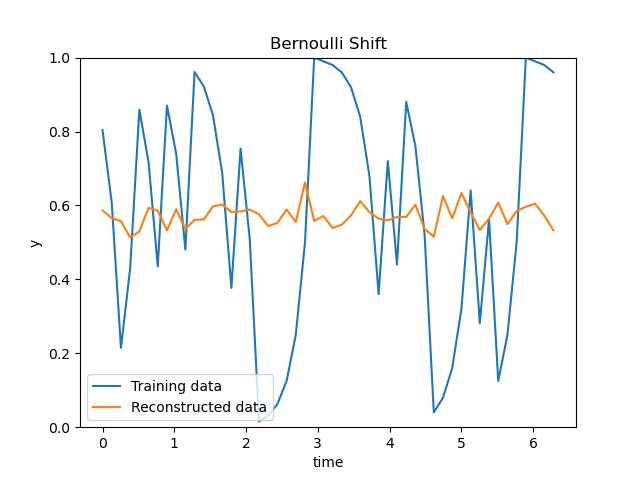 Bernoulli Shift
1.0
0.8
0.6
0.4
0.2
0.0
y
Training data
Reconstructed data
0 1 2 3 4 5 6
time